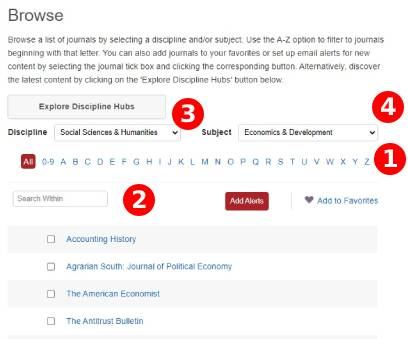 Browse
Browse a list of journals by selecting a discipline and/or subject. Use the A-Z option to filter to journals
beginning with that letter. You can also add journals to your favorites or set up email alerts for new
content by selecting the journal tick box and clicking the corresponding button. Alternatively, discover
the latest content by clicking on the 'Explore Discipline Hubs' button below.
Explore Discipline Hubs
3
4
Discipline Social Sciences & Humanities Subject Economics & Development
All 0-9 A B C D E F G H I J K L M N O P Q R S T U V W X Y Z
1
Search Within
2
Add Alerts
Add to Favorites
Accounting History
Agrarian South: Journal of Political Economy
The American Economist
The Antitrust Bulletin